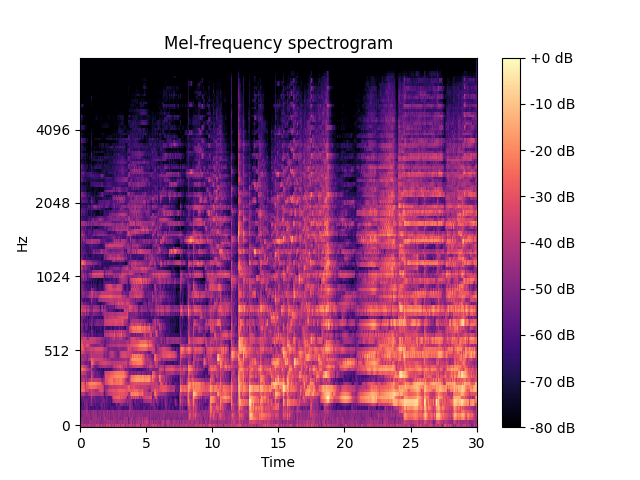 Mel-frequency spectrogram
Hz
4096
2048
1024
512
0
0 5 10 15 20 25 30
Time
+0 dB
-10 dB
-20 dB
-30 dB
-40 dB
-50 dB
-60 dB
-70 dB
-80 dB